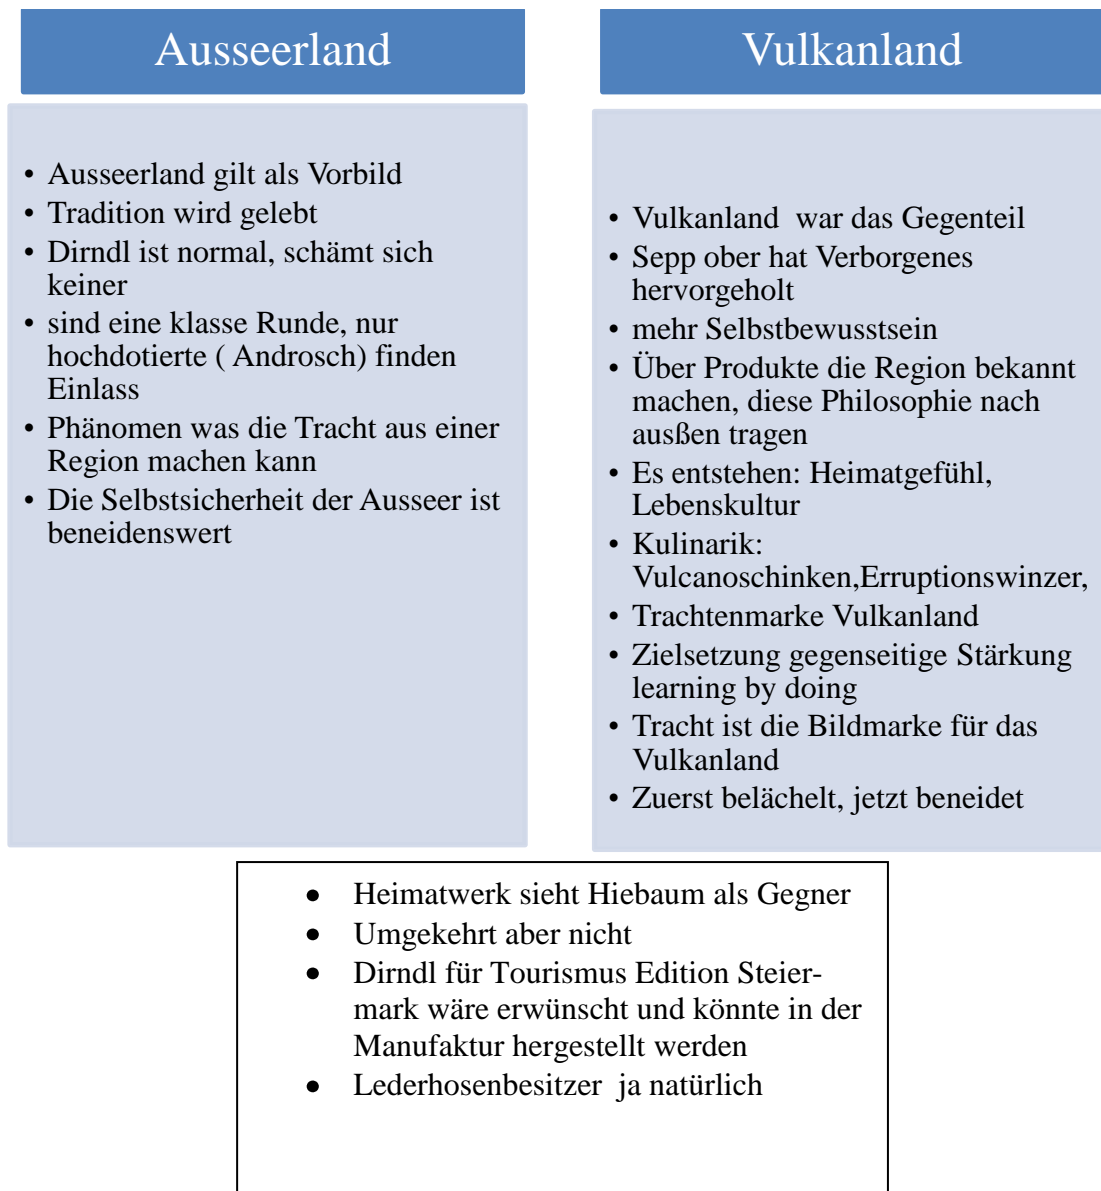 Ausseerland
• Ausseerland gilt als Vorbild
• Tradition wird gelebt
• Dirndl ist normal, schämt sich
keiner
• sind eine klasse Runde, nur
hochdotierte ( Androsch) finden
Einlass
• Phänomen was die Tracht aus einer
Region machen kann
• Die Selbstsicherheit der Ausseer ist
beneidenswert
Vulkanland
• Vulkanland  war das Gegenteil
• Sepp ober hat Verborgenes
hervorgeholt
• mehr Selbstbewusstsein
• Über Produkte die Region bekannt
machen, diese Philosophie nach
außßen tragen
• Es entstehen: Heimatgefühl,
Lebenskultur
• Kulinarik:
Vulcanoschinken,Erruptionswinzer,
• Trachtenmarke Vulkanland
• Zielsetzung gegenseitige Stärkung
learning by doing
• Tracht ist die Bildmarke für das
Vulkanland
• Zuerst belächelt, jetzt beneidet
• Heimatwerk sieht Hiebaum als Gegner
• Umgekehrt aber nicht
• Dirndl für Tourismus Edition Steier-
mark wäre erwünscht und könnte in der
Manufaktur hergestellt werden
• Lederhosenbesitzer  ja natürlich